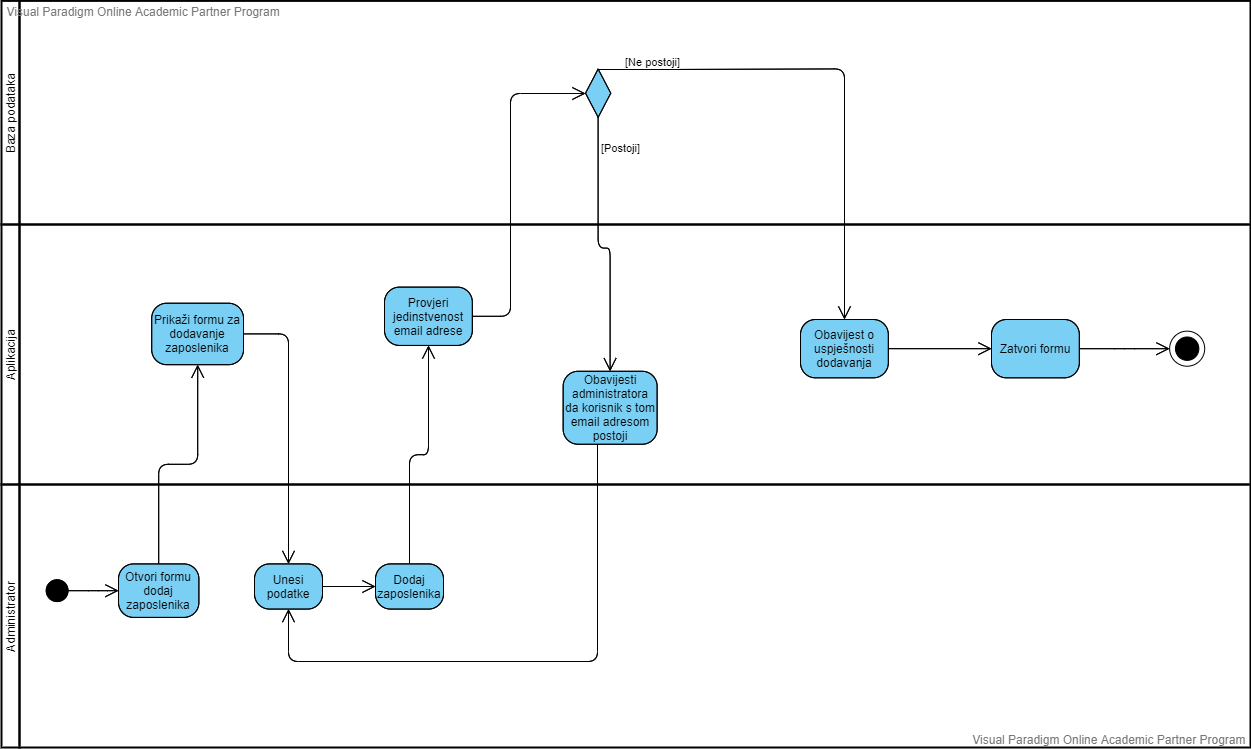 Visual Paradigm Online Academic Partner Program
Baza podataka
[Ne postoji]
[Postoji]
Aplikacija
Prikaži formu za
dodavanje
zaposlenika
Provjeri
jedinstvenost
email adrese
Obavijesti
administratora
da korisnik s tom
email adresom
postoji
Obavijest o
uspješnosti
dodavanja
Zatvori formu
Administrator
Otvori formu
dodaj
zaposlenika
Unesi
podatke
Dodaj
zaposlenika
Visual Paradigm Online Academic Partner Program